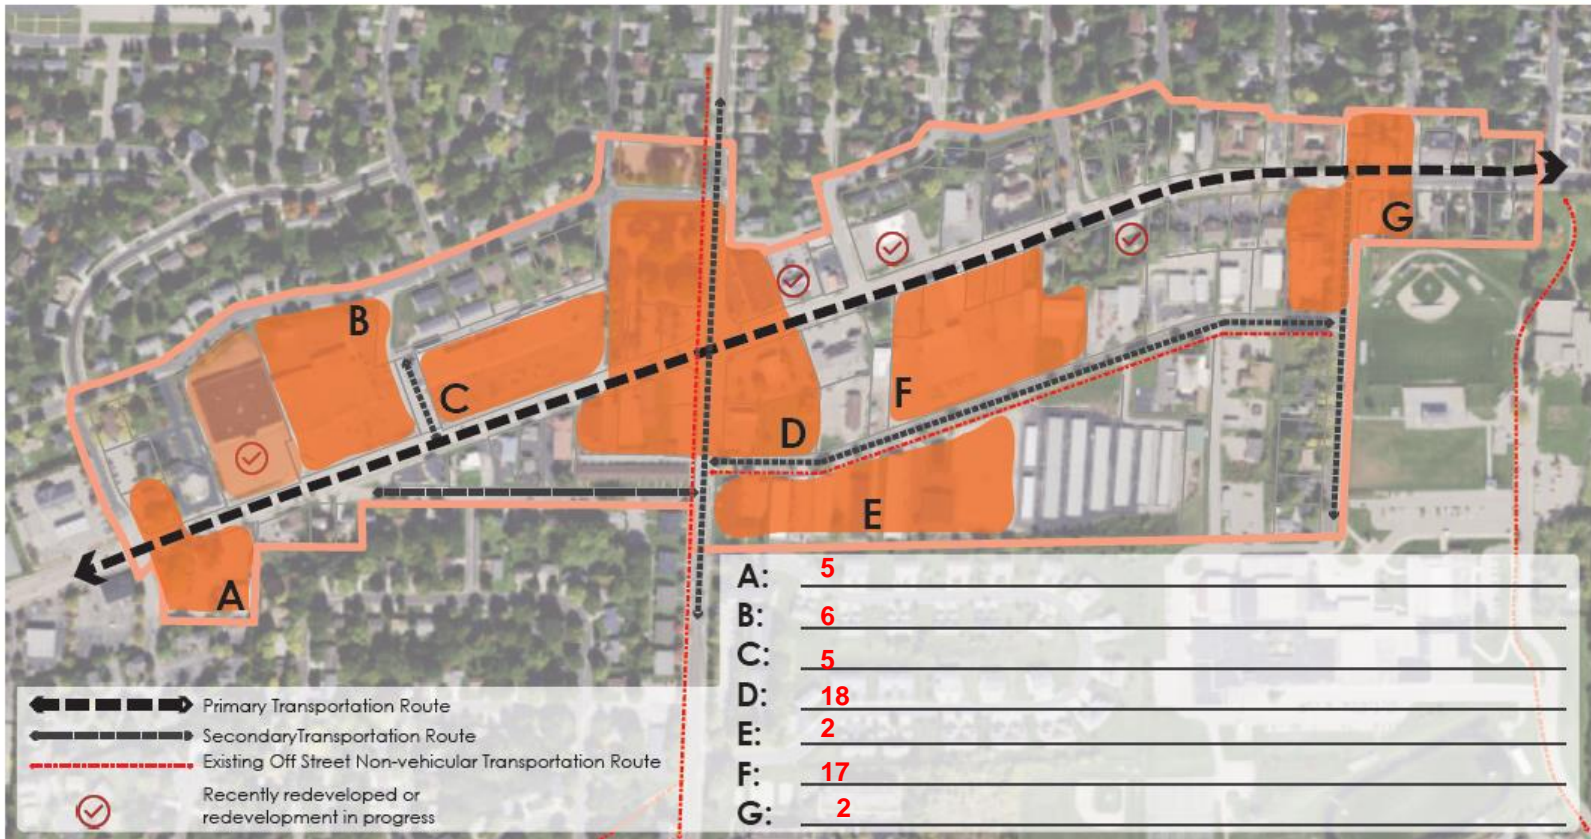 B
G
C
F
D
E
A
A: 5
B: 6
C: 5
D: 18
E: 2
F: 17
G: 2
Primary Transportation Route
SecondaryTransportation Route
Existing Off Street Non-vehicular Transportation Route
Recently redeveloped or
redevelopment in progress